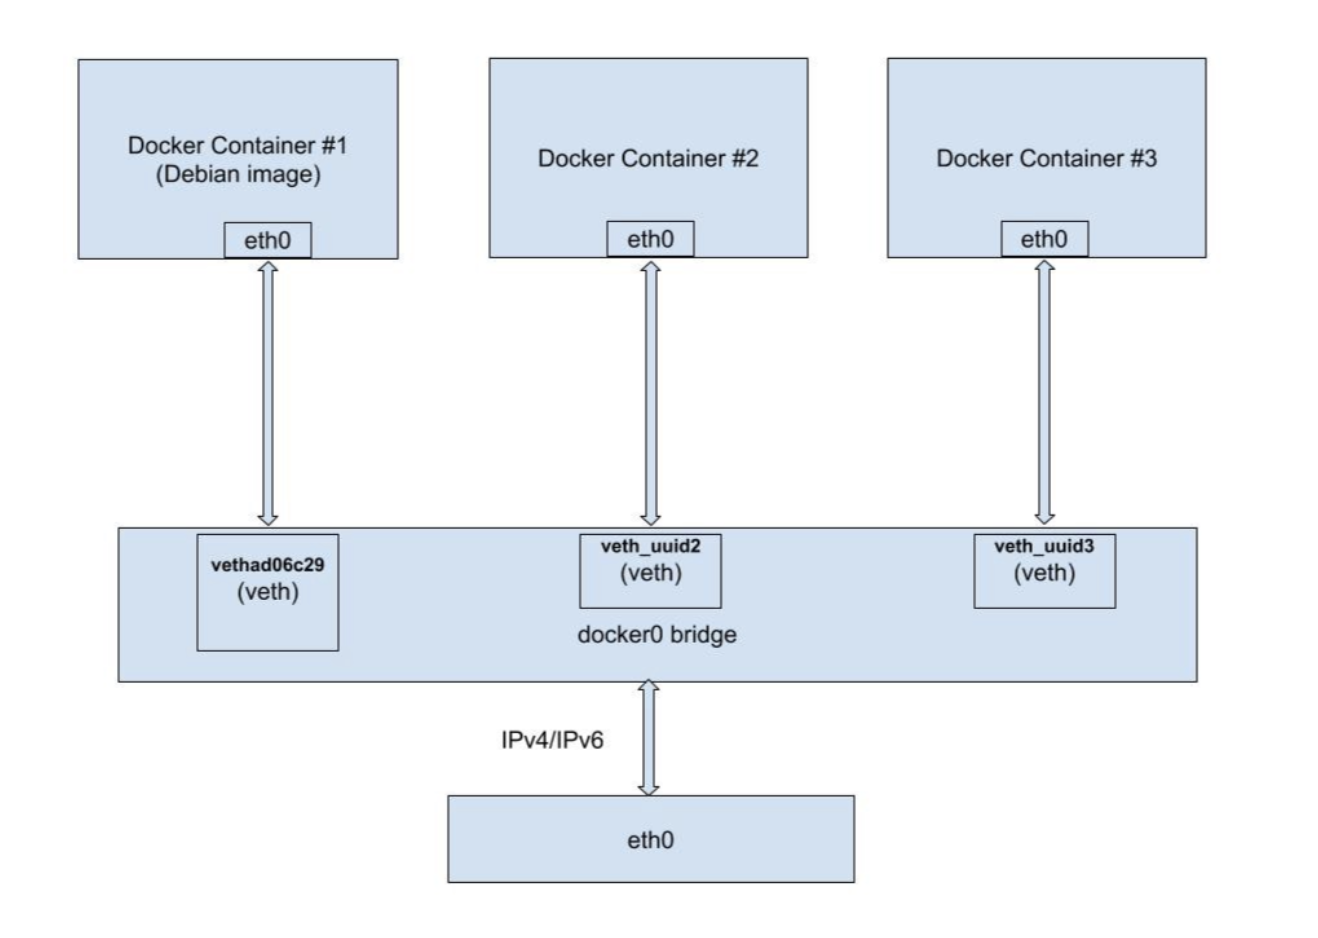 Docker Container #1
(Debian image)
Docker Container #2
Docker Container #3
eth0
eth0
eth0
vethad06c29
(veth)
veth_uuid2
(veth)
veth_uuid3
(veth)
docker0 bridge
IPv4/IPv6
eth0